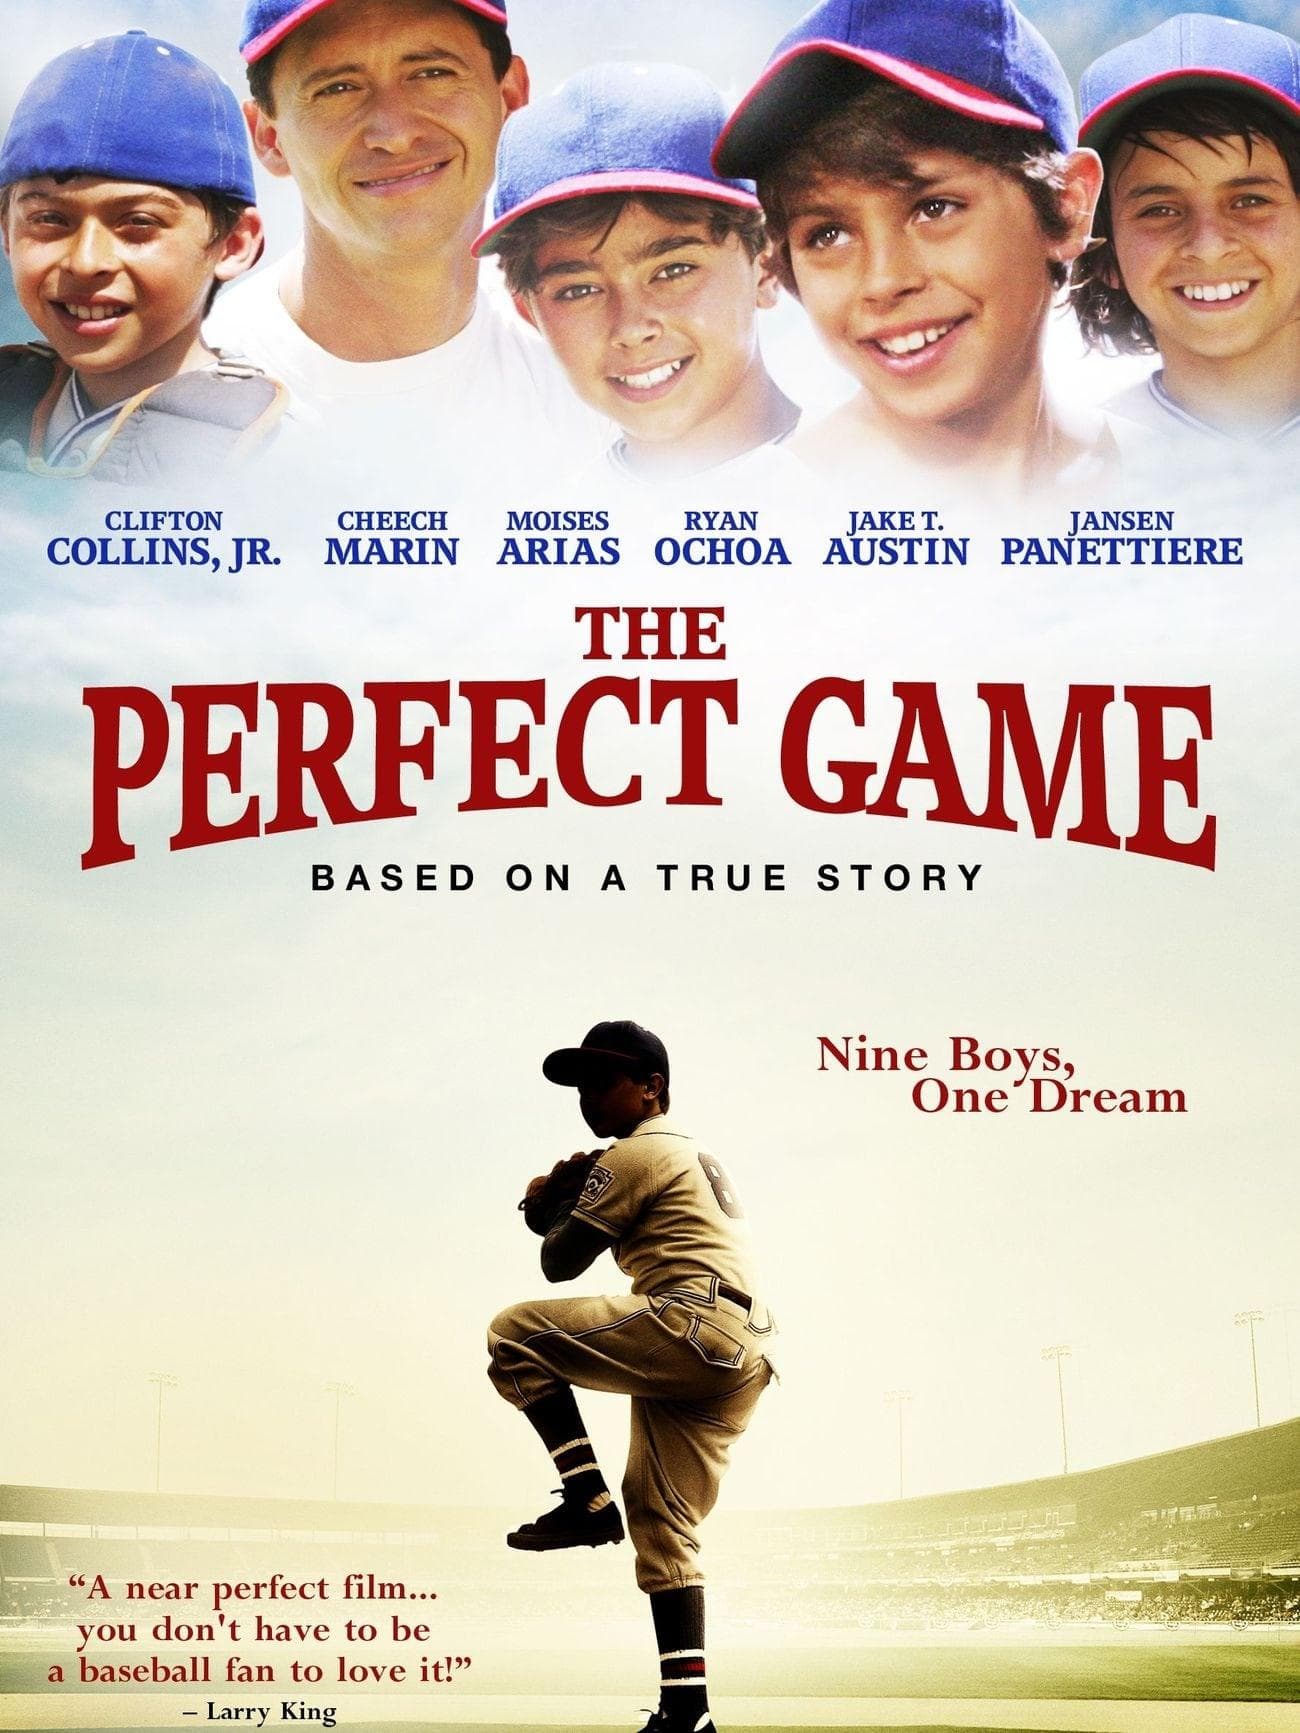 CLIFTON COLLINS, JR.
CHEECH MARIN
MOISES ARIAS
RYAN OCHOA
JAKE T. AUSTIN
JANSEN PANETTIERE
THE
PERFECT GAME
BASED ON A TRUE STORY
Nine Boys,
One Dream
8
“A near perfect film...
you don't have to be
a baseball fan to love it!”
– Larry King